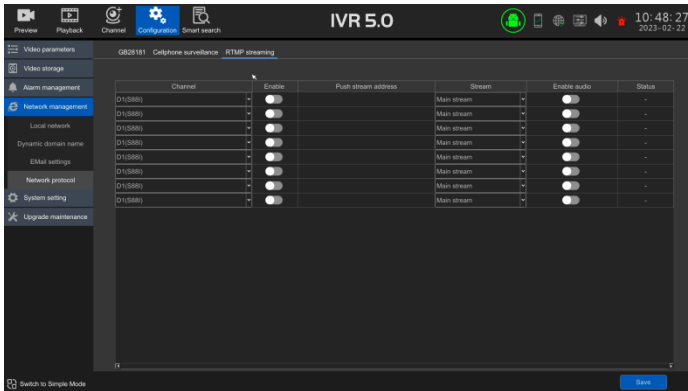 IVR 5.0
10:48:27
2023-02-22
Preview Playback Channel Configuration Smart search
Video parameters
Video storage
Alarm management
Network management
Local network
Dynamic domain name
EMail settings
Network protocol
System setting
Upgrade maintenance
GB28181 Cellphone surveillance RTMP streaming
Channel Enable Push stream address Stream Enable audio Status
D1(S88I) Main stream -
D1(S88I) Main stream -
D1(S88I) Main stream -
D1(S88I) Main stream -
D1(S88I) Main stream -
D1(S88I) Main stream -
D1(S88I) Main stream -
D1(S88I) Main stream -
Switch to Simple Mode
Save